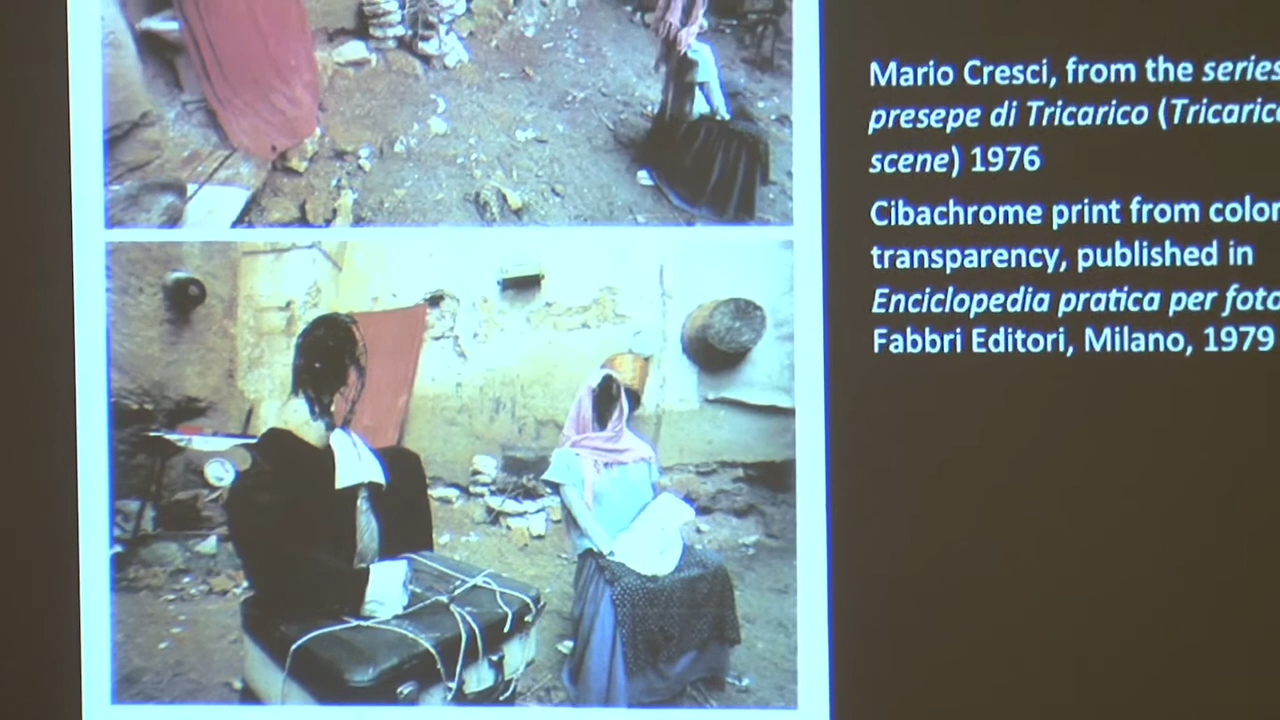 Mario Cresci, from the series
presepe di Tricarico (Tricarico
scene) 1976
Cibachrome print from color
transparency, published in
Enciclopedia pratica per foto
Fabbri Editori, Milano, 1979